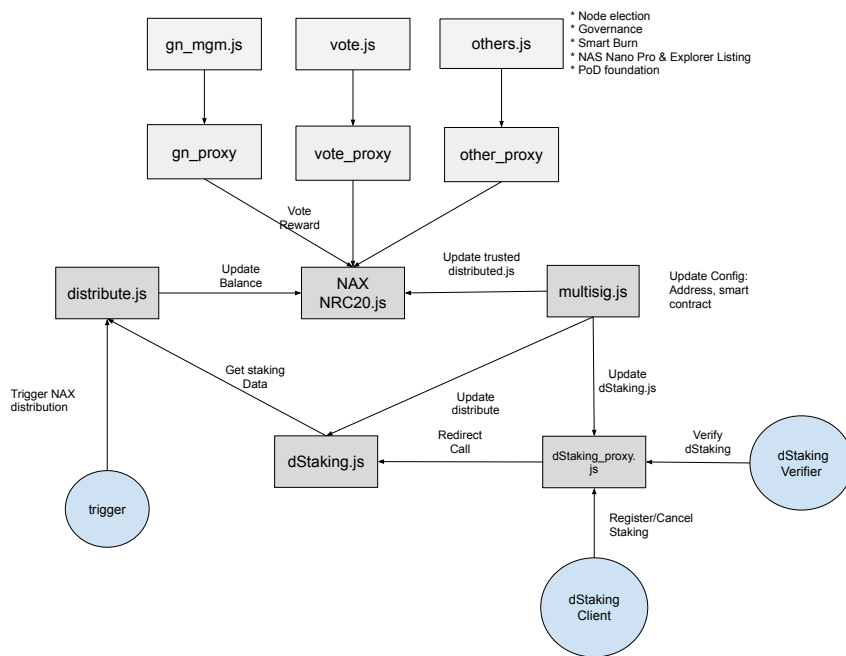 gn_mgm.js
vote.js
others.js
* Node election
* Governance
* Smart Burn
* NAS Nano Pro & Explorer Listing
* PoD foundation
gn_proxy
vote_proxy
other_proxy
Vote
Reward
Update
Balance
Update trusted
distributed.js
distribute.js
NAX
NRC20.js
multisig.js
Update Config:
Address, smart
contract
Trigger NAX
distribution
Get staking
Data
Update
distribute
Update
dStaking.js
Redirect
Call
Verify
dStaking
dStaking.js
dStaking_proxy.
js
dStaking
Verifier
trigger
Register/Cancel
Staking
dStaking
Client